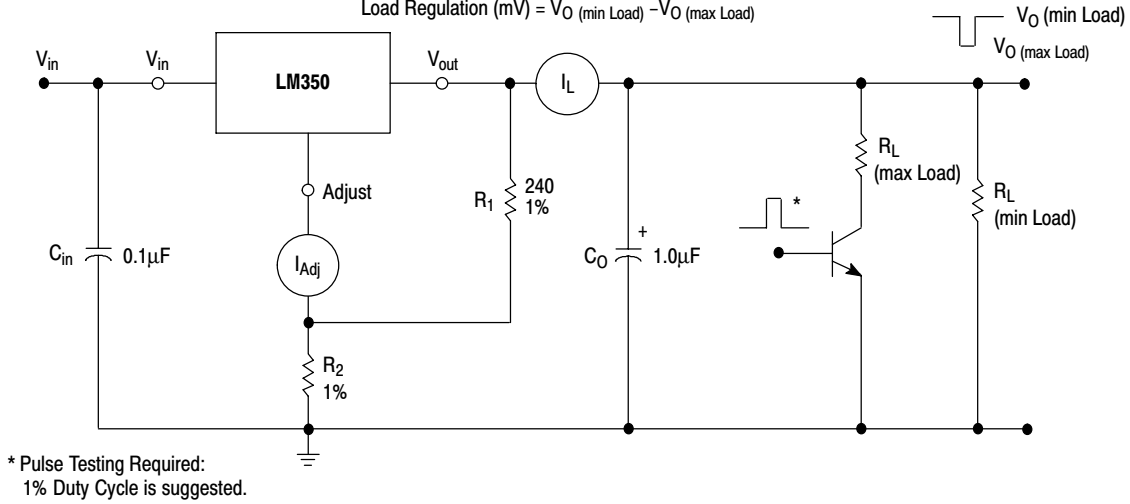 Load Regulation (mV) = VO (min Load) –VO (max Load)
VO (min Load)
VO (max Load)
Vin
Vin
LM350
Vout
IL
Adjust
R1
240
1%
RL
(max Load)
RL
(min Load)
*
Cin
0.1µF
IAdj
CO
+
1.0µF
R2
1%
* Pulse Testing Required:
1% Duty Cycle is suggested.